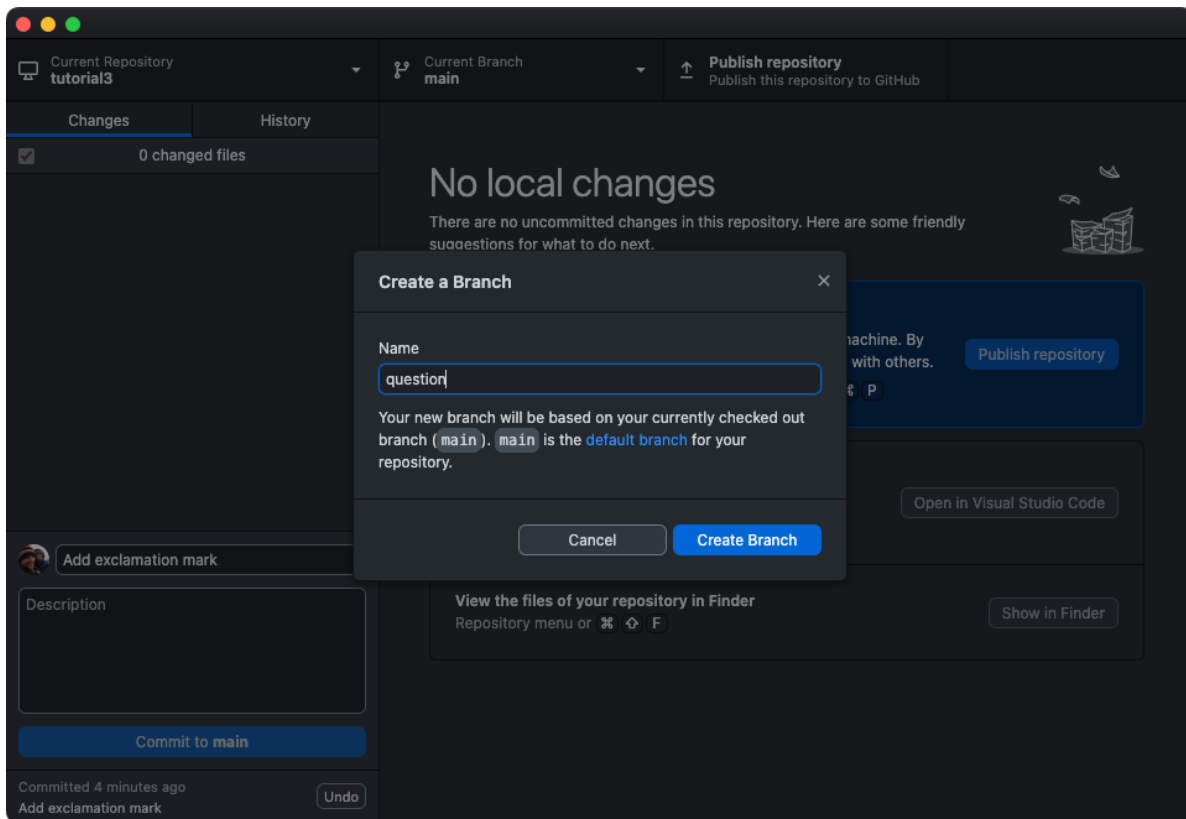 Current Repository
tutorial3
Current Branch
main
Publish repository
Publish this repository to GitHub
Changes
History
0 changed files
No local changes
There are no uncommitted changes in this repository. Here are some friendly
suggestions for what to do next.
Create a Branch
Name
question
Your new branch will be based on your currently checked out
branch (main). main is the default branch for your
repository.
Cancel
Create Branch
machine. By
with others.
⌘ P
Publish repository
Open in Visual Studio Code
View the files of your repository in Finder
Repository menu or ⌘ ⇧ F
Show in Finder
Add exclamation mark
Description
Commit to main
Committed 4 minutes ago
Add exclamation mark
Undo